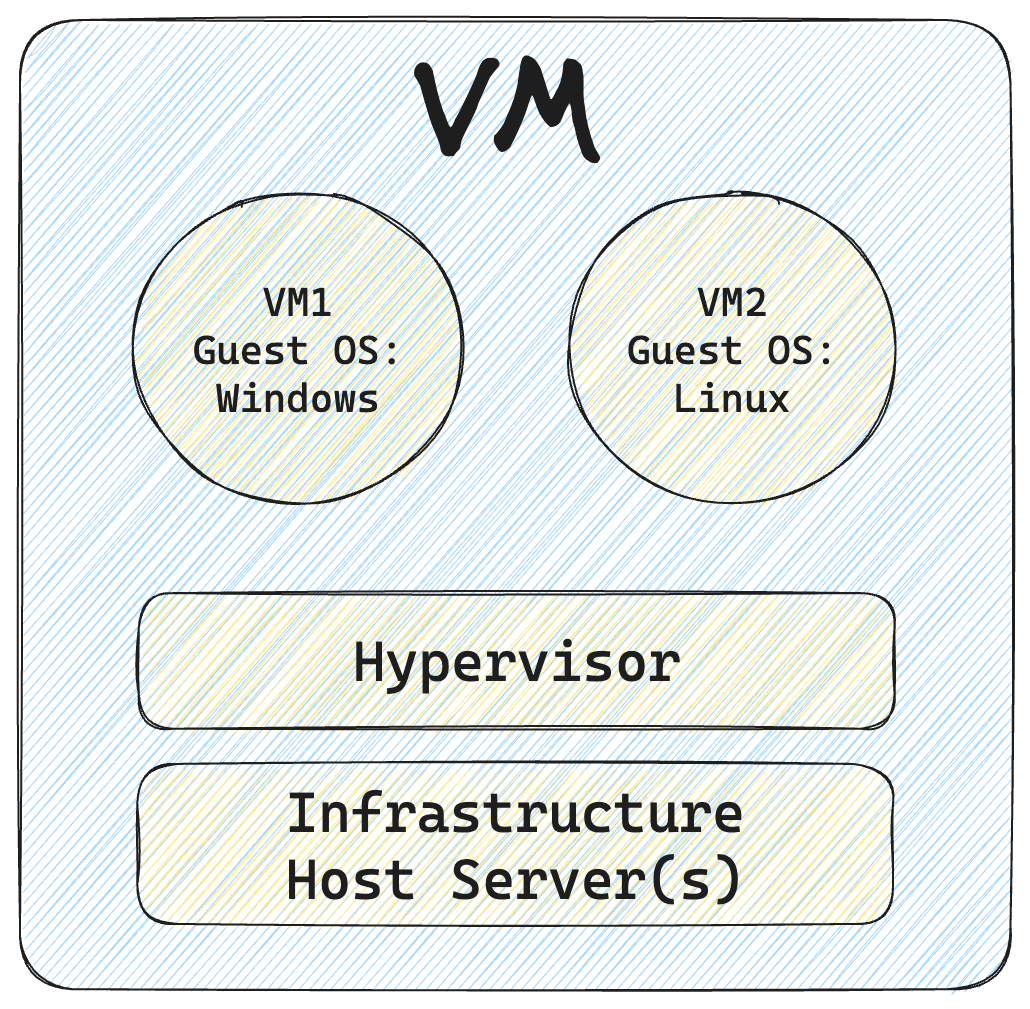 VM
VM1
Guest OS:
Windows
VM2
Guest OS:
Linux
Hypervisor
Infrastructure
Host Server(s)